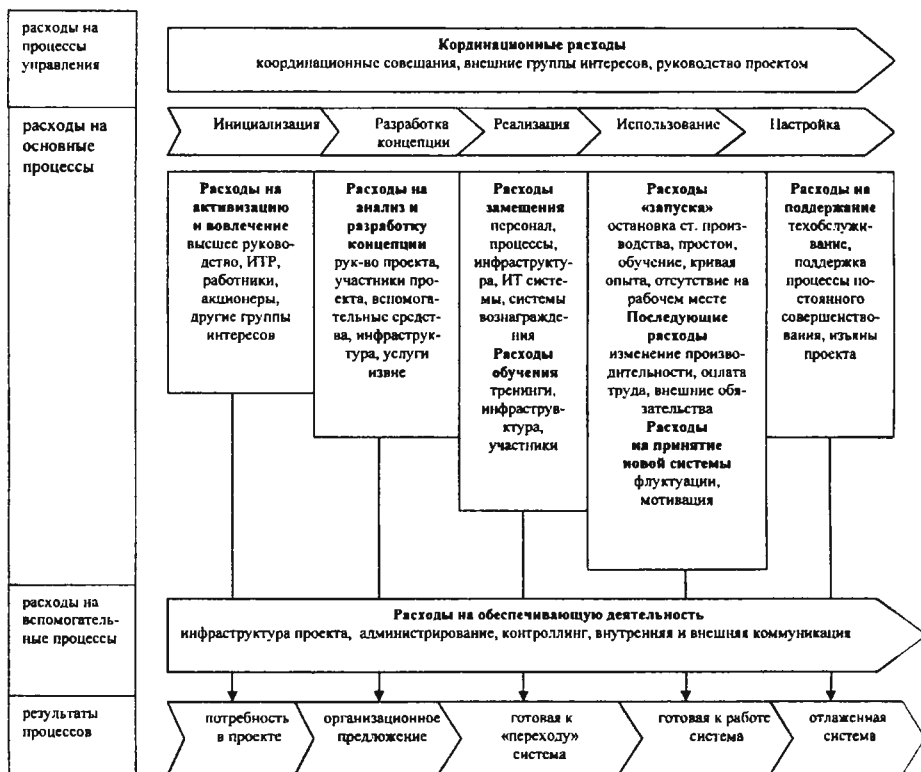 расходы на
процессы
управления
Кординационные расходы
координационные совещания, внешние группы интересов, руководство проектом
расходы на
основные
процессы
Инициализация
Разработка
концепции
Реализация
Использование
Настройка
Расходы на
активизацию
и вовлечение
высшее руково-
дство, ИТР,
работники,
акционеры,
другие группы
интересов
Расходы на
анализ и
разработку
концепции
рук-во проекта,
участники про-
екта, вспомога-
тельные средст-
ва, инфраструк-
тура, услуги
извне
Расходы
замещения
персонал,
процессы,
инфраструкту-
ра, ИТ систе-
мы, системы
вознагражде-
ния
Расходы
обучения
тренинги,
инфраструк-
ктура,
участники
Расходы
«запуска»
остановка ст. произ-
водства, простои,
обучение, кривая
опыта, отсутствие на
рабочем месте
Последующие
расходы
изменение произво-
дительности, оплата
труда, внешние обя-
зательства
Расходы
на принятие
новой системы
флуктуации,
мотивация
Расходы на
поддержание
техобслужи-
вание,
поддержка
процессы по-
стоянного
совершенство-
вания, изъяны
проекта
расходы на
вспомогатель-
ные процессы
Расходы на обеспечивающую деятельность
инфраструктура проекта, администрирование, контроллинг, внутренняя и внешняя коммуникация
результаты
процессов
потребность
в проекте
организационное
предложение
готовая к
«переходу»
система
готовая к работе
система
отлаженная
система